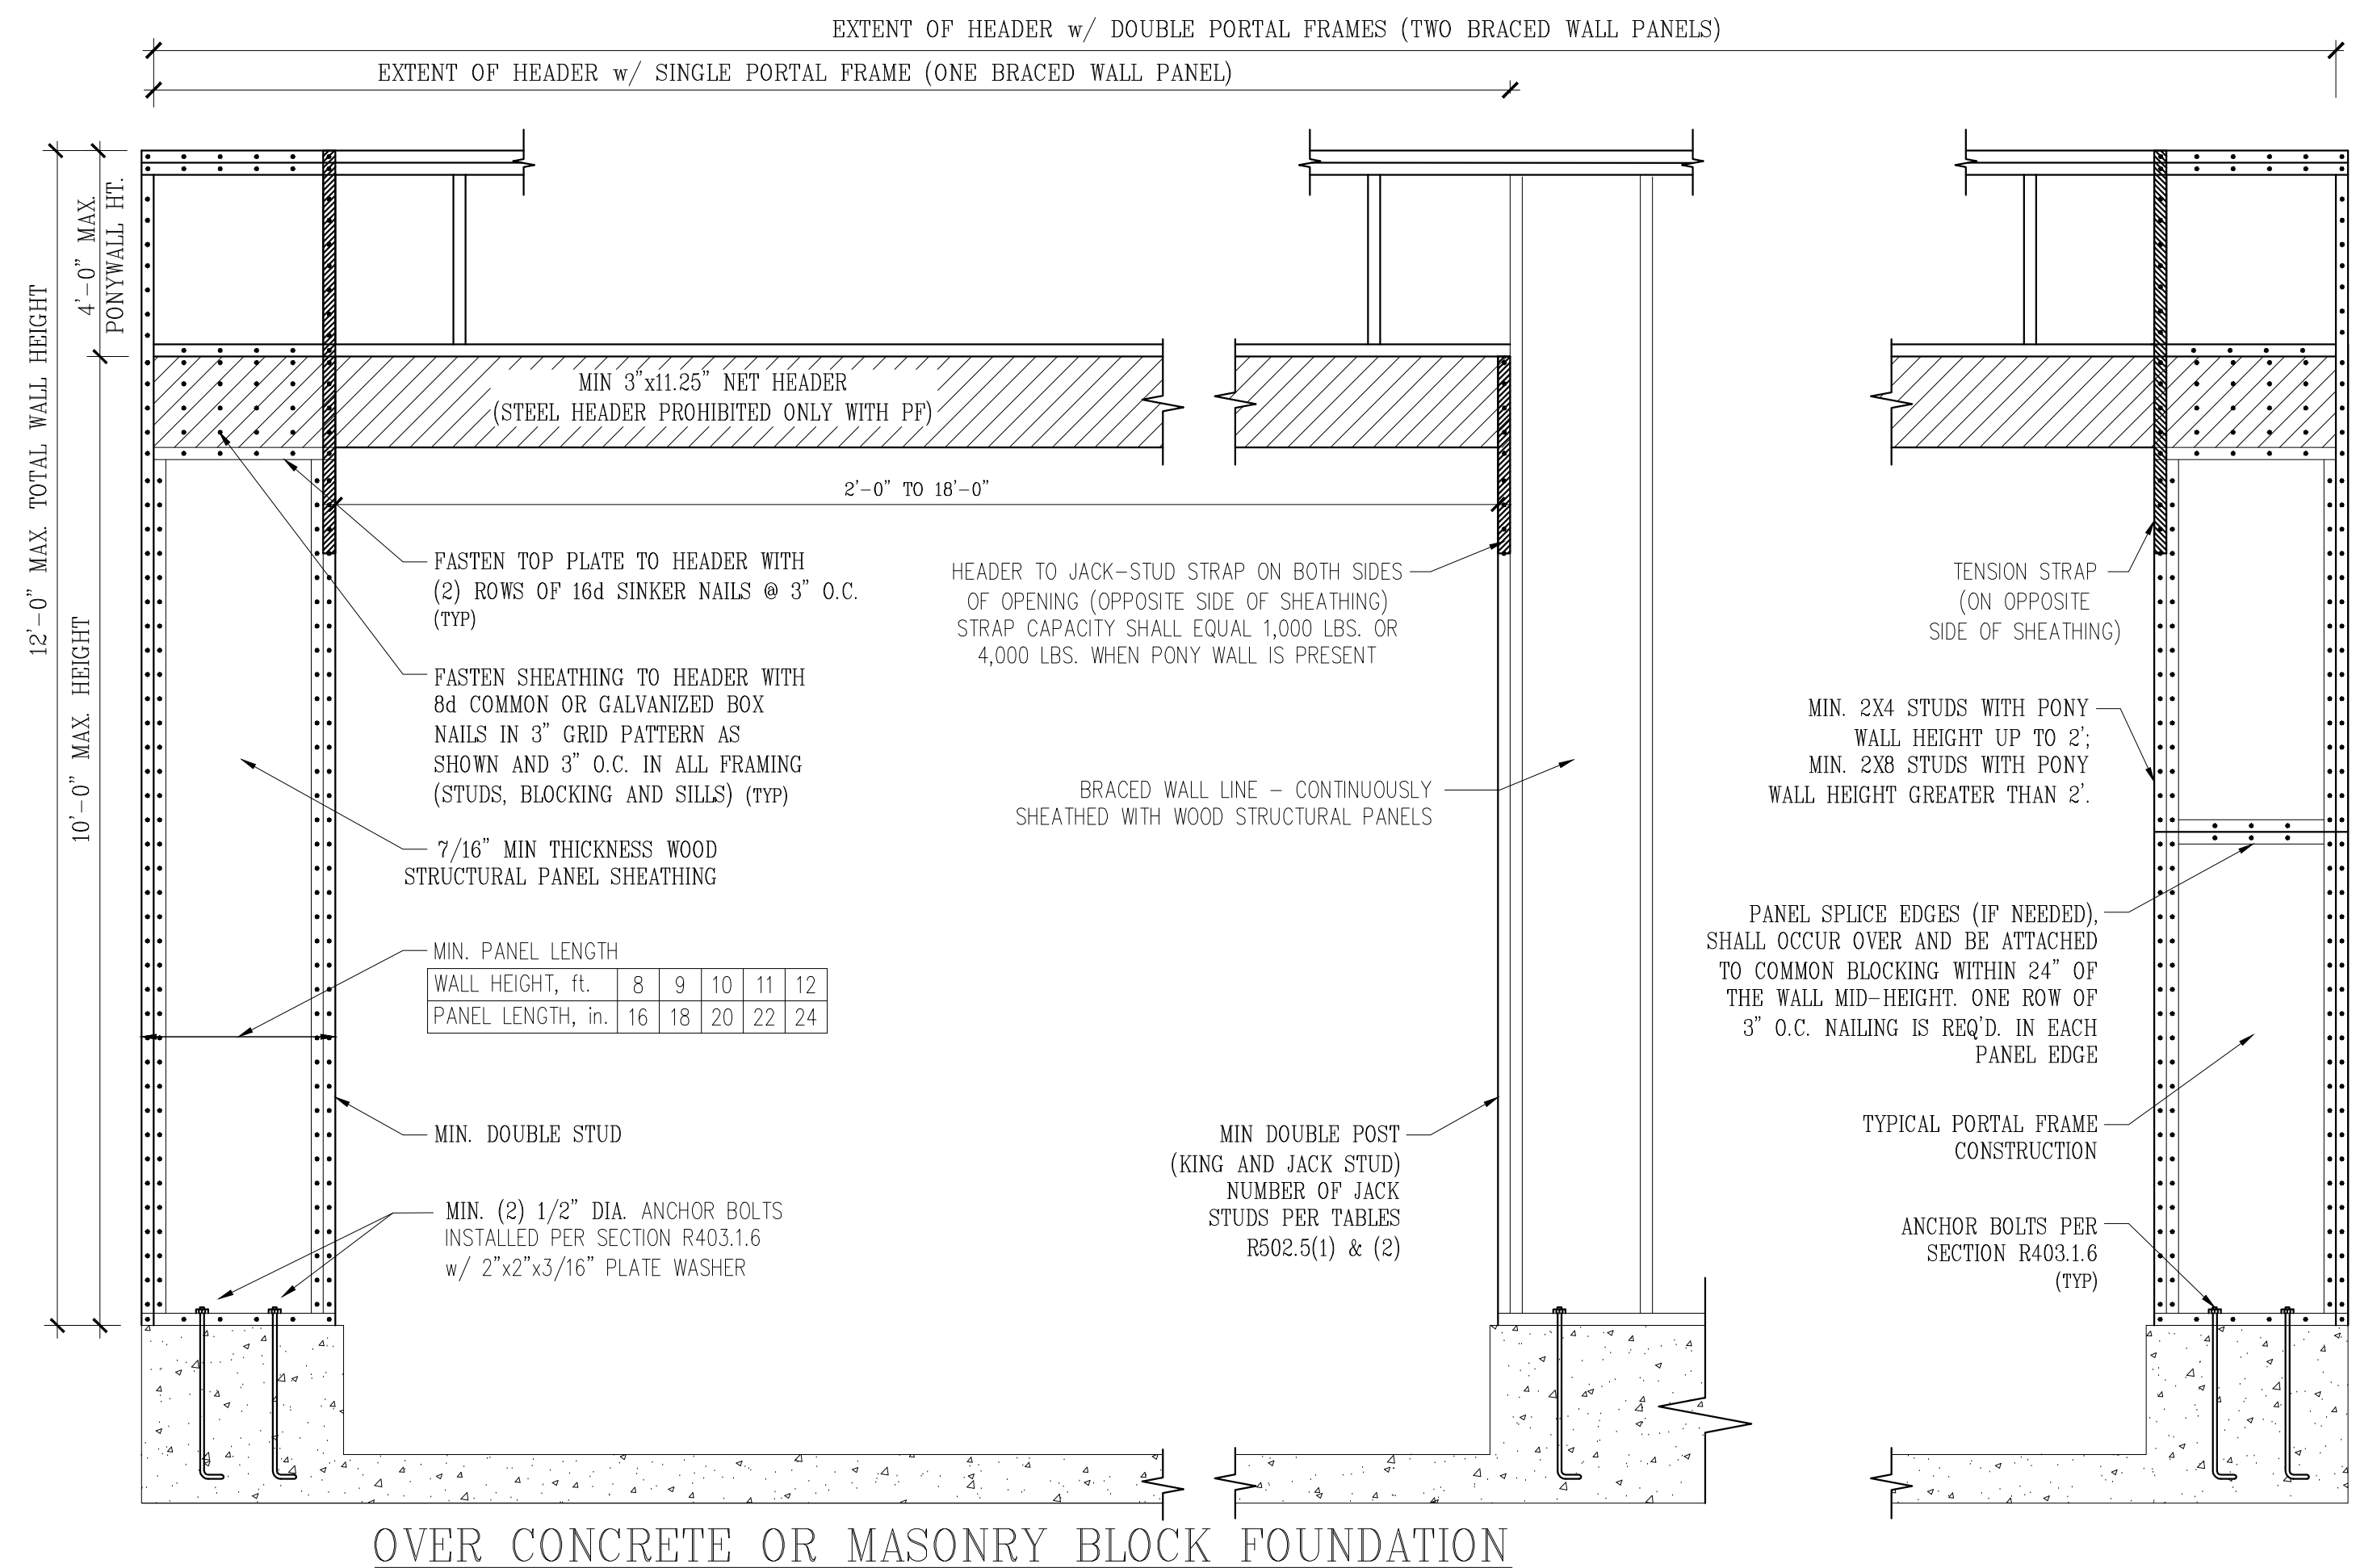 EXTENT OF HEADER w/ DOUBLE PORTAL FRAMES (TWO BRACED WALL PANELS)
EXTENT OF HEADER w/ SINGLE PORTAL FRAME (ONE BRACED WALL PANEL)
12'-0" MAX. TOTAL WALL HEIGHT
4'-0" MAX.
PONYWALL HT.
10'-0" MAX. HEIGHT
MIN 3"x11.25" NET HEADER
(STEEL HEADER PROHIBITED ONLY WITH PF)
2'-0" TO 18'-0"
FASTEN TOP PLATE TO HEADER WITH
(2) ROWS OF 16d SINKER NAILS @ 3" O.C.
(TYP)
FASTEN SHEATHING TO HEADER WITH
8d COMMON OR GALVANIZED BOX
NAILS IN 3" GRID PATTERN AS
SHOWN AND 3" O.C. IN ALL FRAMING
(STUDS, BLOCKING AND SILLS) (TYP)
7/16" MIN THICKNESS WOOD
STRUCTURAL PANEL SHEATHING
MIN. PANEL LENGTH
WALL HEIGHT, ft. 8 9 10 11 12
PANEL LENGTH, in. 16 18 20 22 24
MIN. DOUBLE STUD
MIN. (2) 1/2" DIA. ANCHOR BOLTS
INSTALLED PER SECTION R403.1.6
w/ 2"x2"x3/16" PLATE WASHER
HEADER TO JACK-STUD STRAP ON BOTH SIDES
OF OPENING (OPPOSITE SIDE OF SHEATHING)
STRAP CAPACITY SHALL EQUAL 1,000 LBS. OR
4,000 LBS. WHEN PONY WALL IS PRESENT
BRACED WALL LINE - CONTINUOUSLY
SHEATHED WITH WOOD STRUCTURAL PANELS
MIN DOUBLE POST
(KING AND JACK STUD)
NUMBER OF JACK
STUDS PER TABLES
R502.5(1) & (2)
TENSION STRAP
(ON OPPOSITE
SIDE OF SHEATHING)
MIN. 2X4 STUDS WITH PONY
WALL HEIGHT UP TO 2';
MIN. 2X8 STUDS WITH PONY
WALL HEIGHT GREATER THAN 2'.
PANEL SPLICE EDGES (IF NEEDED),
SHALL OCCUR OVER AND BE ATTACHED
TO COMMON BLOCKING WITHIN 24" OF
THE WALL MID-HEIGHT. ONE ROW OF
3" O.C. NAILING IS REQ'D. IN EACH
PANEL EDGE
TYPICAL PORTAL FRAME
CONSTRUCTION
ANCHOR BOLTS PER
SECTION R403.1.6
(TYP)
OVER CONCRETE OR MASONRY BLOCK FOUNDATION